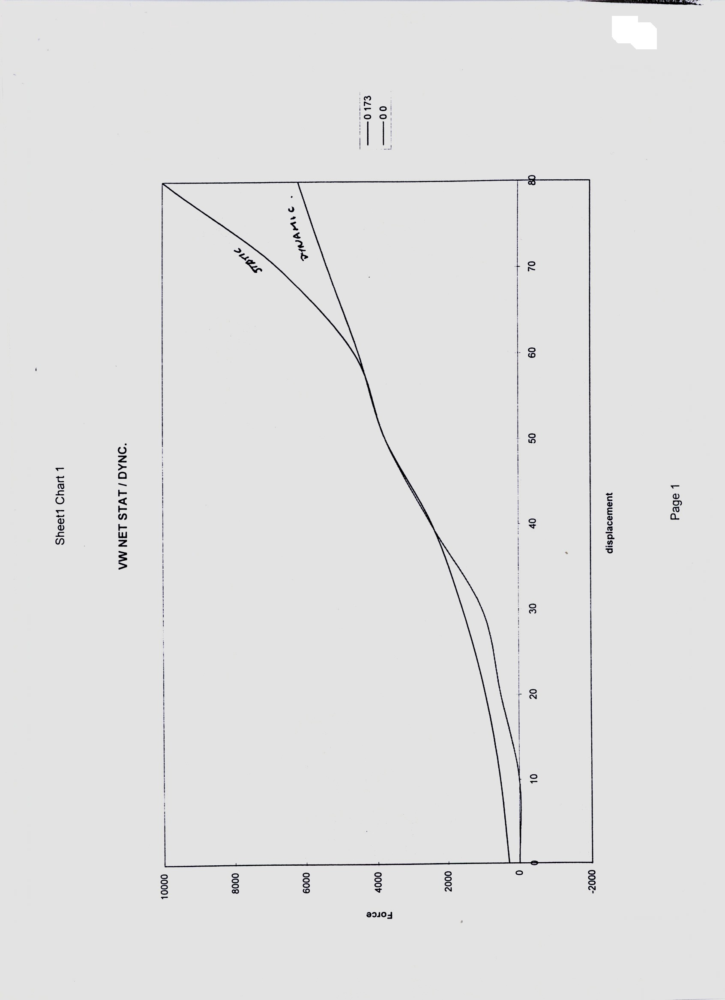 Sheet1 Chart 1
VW NET STAT / DYNC.
10000
8000
6000
4000
2000
0
-2000
Force
STATIC
DYNAMIC.
0 173
0 0
0
10
20
30
40
50
60
70
80
displacement
Page 1